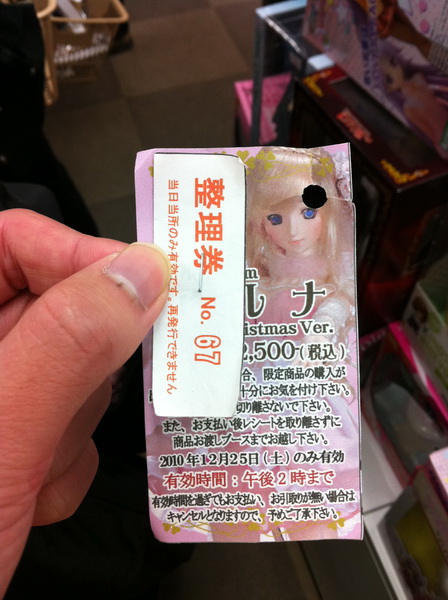 整理券 No. 67
当日当所のみ有効です。再発行できません
m
ルナ
ristmas Ver.
2,500-(税込)
合、限定商品の購入が
十分にお気を付け下さい。
切り離さないで下さい。
また、お支払い後レシートを取り離さずに
商品お渡しブースまでお越し下さい。
2010年12月25日(土)のみ有効
有効時間:午後2時まで
有効時間を過ぎてもお支払い、お引取が無い場合は
キャンセルとなりますので、予めご了承下さい。